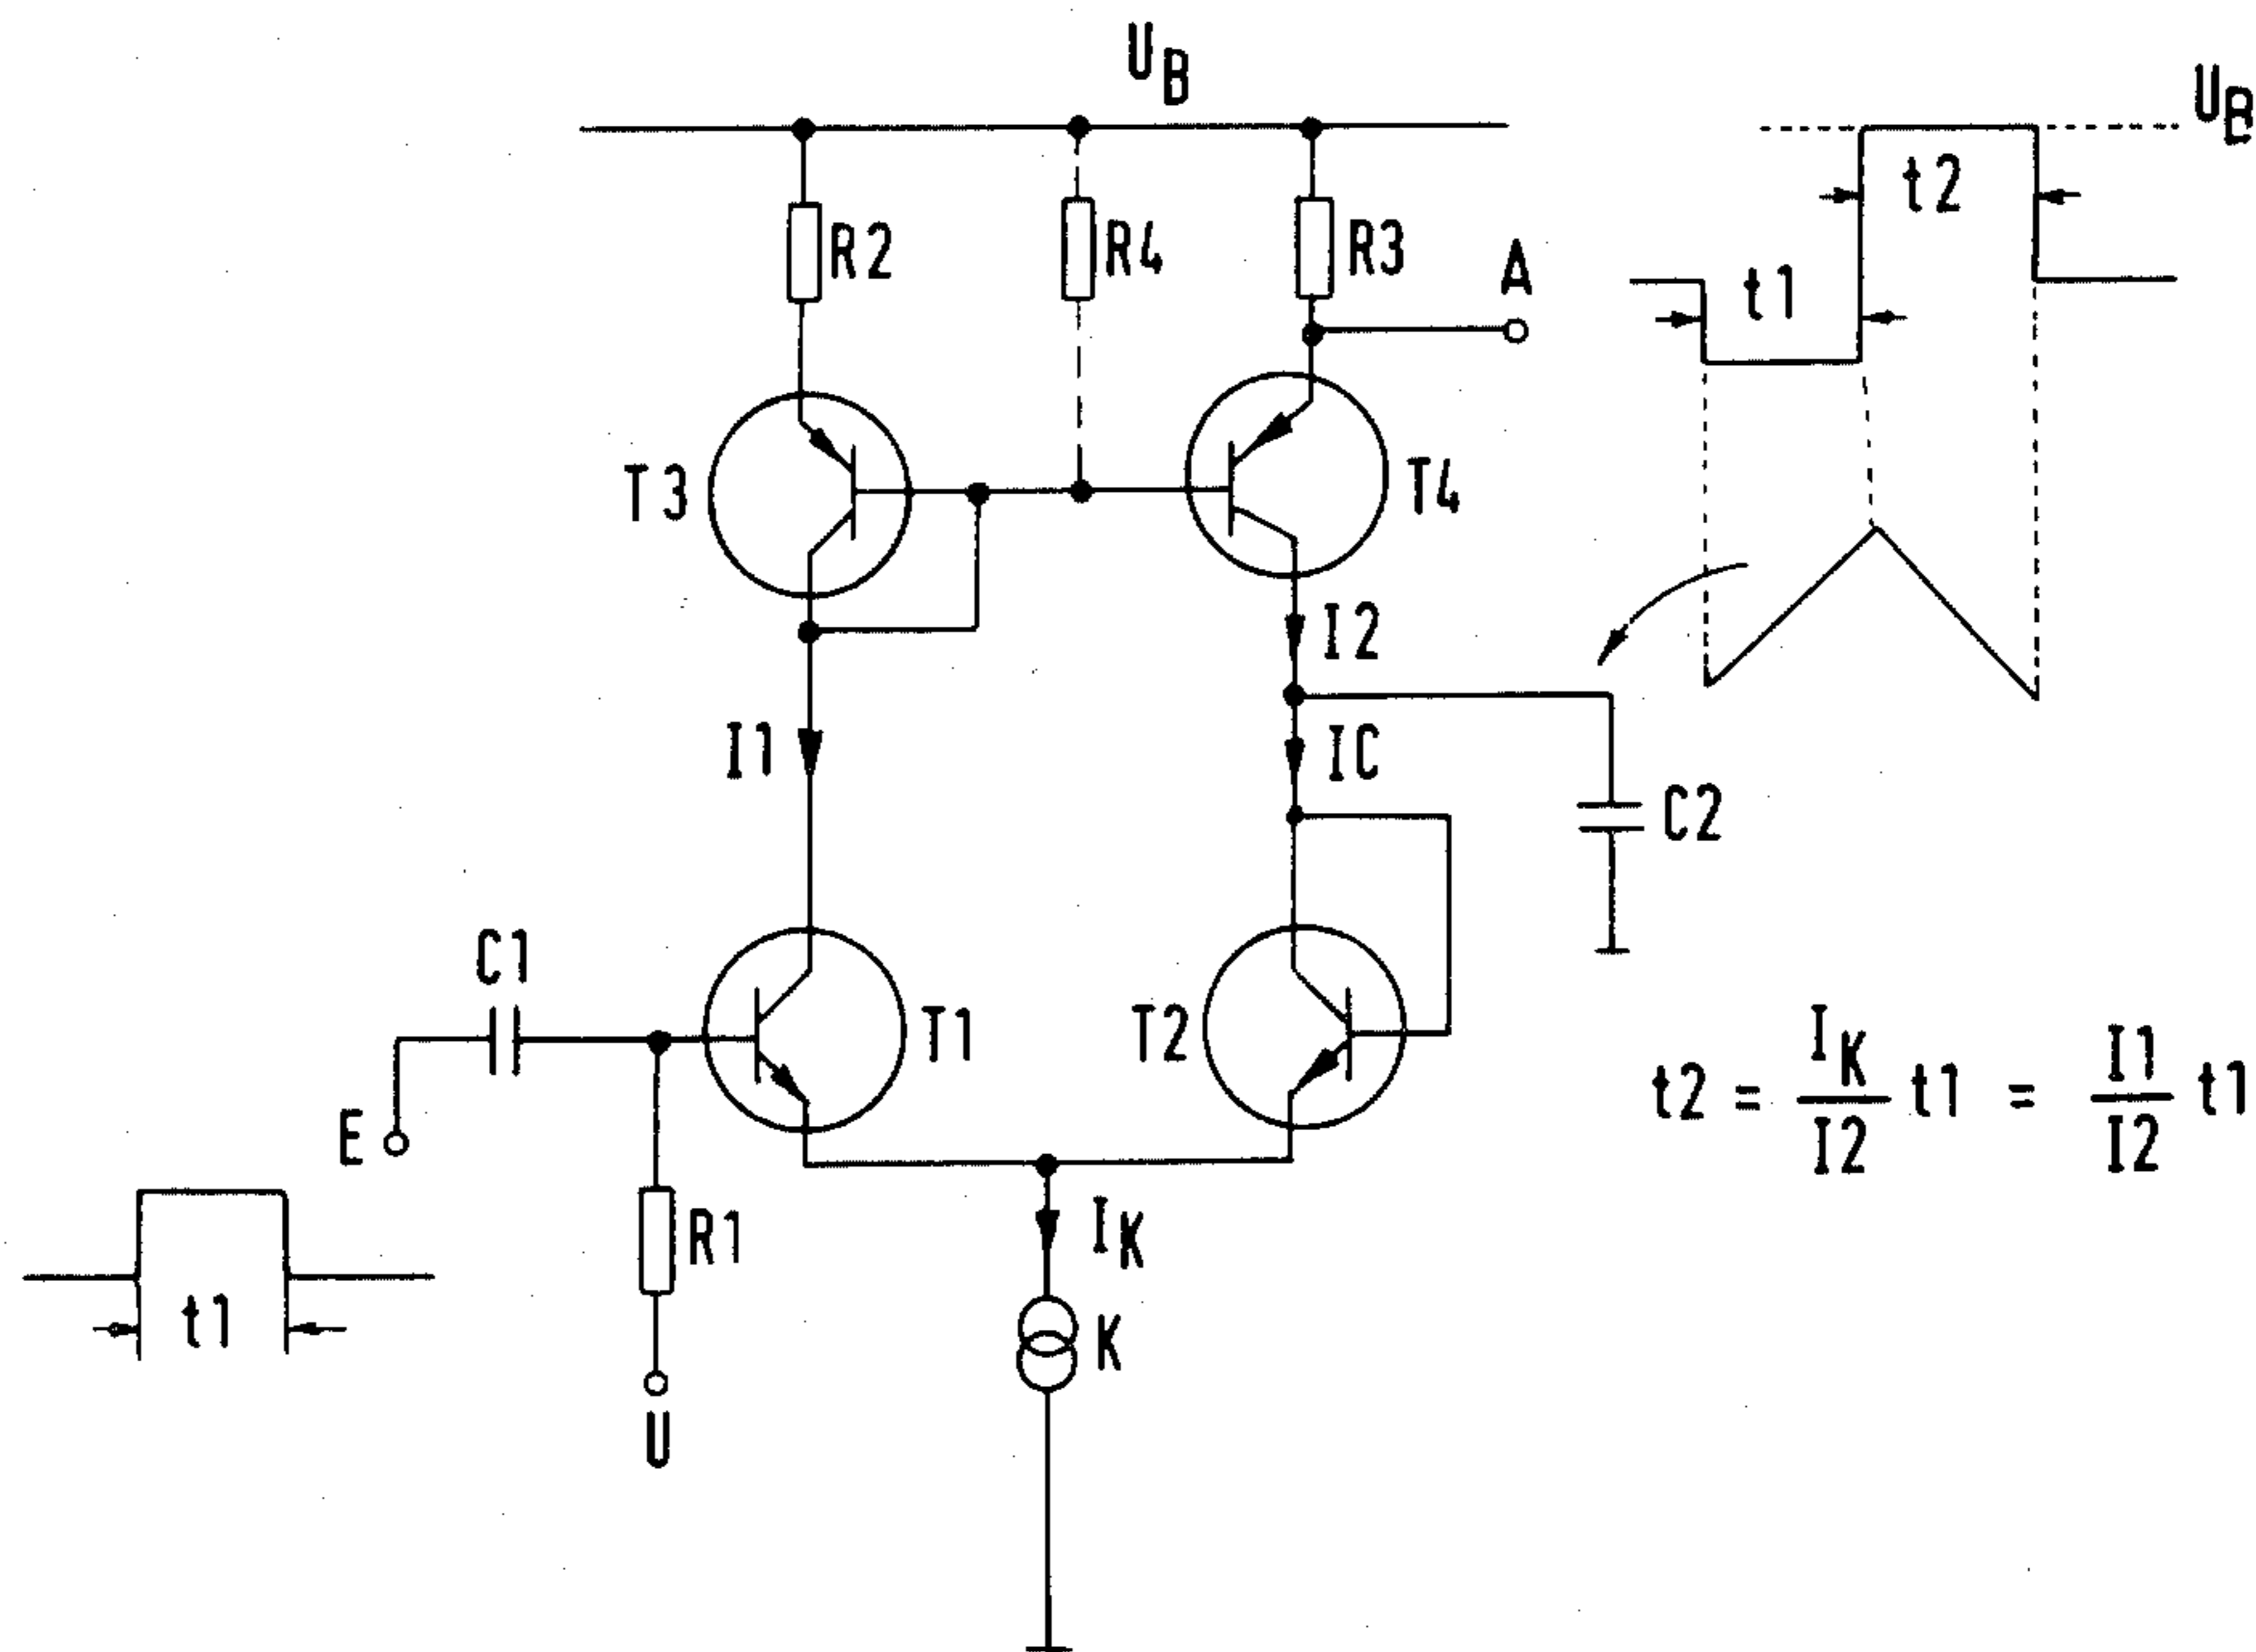 U_B
U_B
t2
R2
R4
R3
A
t1
T3
T4
I2
I1
IC
C2
C1
T1
T2
t2 = I_K/I2 t1 = I1/I2 t1
E
R1
I_K
t1
K
U